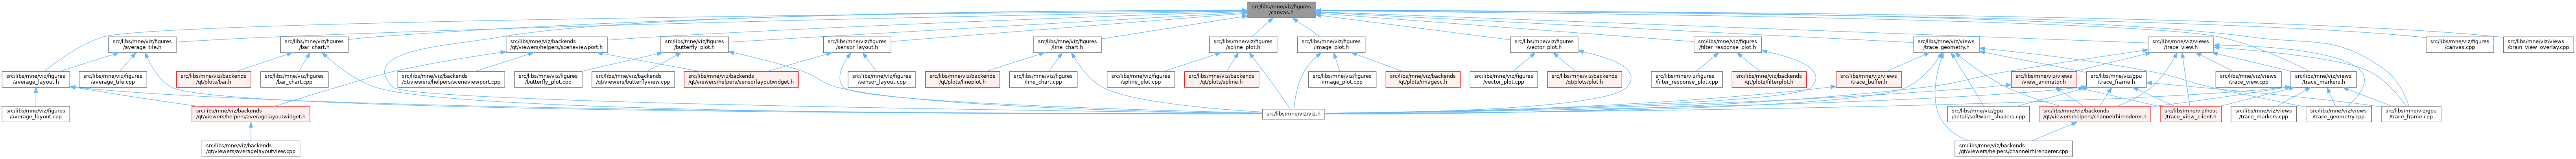 src/libs/mne/viz/figures
/canvas.h
src/libs/mne/viz/figures
/average_tile.h
src/libs/mne/viz/figures
/bar_chart.h
src/libs/mne/viz/backends
/qt/viewers/helpers/sceneviewport.h
src/libs/mne/viz/figures
/butterfly_plot.h
src/libs/mne/viz/figures
/sensor_layout.h
src/libs/mne/viz/figures
/line_chart.h
src/libs/mne/viz/figures
/spline_plot.h
src/libs/mne/viz/figures
/image_plot.h
src/libs/mne/viz/figures
/vector_plot.h
src/libs/mne/viz/figures
/filter_response_plot.h
src/libs/mne/viz/views
/trace_geometry.h
src/libs/mne/viz/views
/trace_view.h
src/libs/mne/viz/figures
/canvas.cpp
src/libs/mne/viz/views
/brain_view_overlay.cpp
src/libs/mne/viz/figures
/average_layout.h
src/libs/mne/viz/figures
/average_tile.cpp
src/libs/mne/viz/backends
/qt/plots/bar.h
src/libs/mne/viz/figures
/bar_chart.cpp
src/libs/mne/viz/backends
/qt/viewers/helpers/sceneviewport.cpp
src/libs/mne/viz/figures
/butterfly_plot.cpp
src/libs/mne/viz/backends
/qt/viewers/butterflyview.cpp
src/libs/mne/viz/backends
/qt/viewers/helpers/sensorlayoutwidget.h
src/libs/mne/viz/figures
/sensor_layout.cpp
src/libs/mne/viz/backends
/qt/plots/lineplot.h
src/libs/mne/viz/figures
/line_chart.cpp
src/libs/mne/viz/figures
/spline_plot.cpp
src/libs/mne/viz/backends
/qt/plots/spline.h
src/libs/mne/viz/figures
/image_plot.cpp
src/libs/mne/viz/backends
/qt/plots/imagesc.h
src/libs/mne/viz/figures
/vector_plot.cpp
src/libs/mne/viz/backends
/qt/plots/plot.h
src/libs/mne/viz/figures
/filter_response_plot.cpp
src/libs/mne/viz/backends
/qt/plots/filterplot.h
src/libs/mne/viz/views
/trace_buffer.h
src/libs/mne/viz/views
/view_animator.h
src/libs/mne/viz/gpu
/trace_frame.h
src/libs/mne/viz/views
/trace_view.cpp
src/libs/mne/viz/views
/trace_markers.h
src/libs/mne/viz/figures
/average_layout.cpp
src/libs/mne/viz/backends
/qt/viewers/helpers/averagelayoutwidget.h
src/libs/mne/viz/viz.h
src/libs/mne/viz/gpu
/detail/software_shaders.cpp
src/libs/mne/viz/backends
/qt/viewers/helpers/channelrhirenderer.h
src/libs/mne/viz/host
/trace_view_client.h
src/libs/mne/viz/views
/trace_markers.cpp
src/libs/mne/viz/views
/trace_geometry.cpp
src/libs/mne/viz/gpu
/trace_frame.cpp
src/libs/mne/viz/backends
/qt/viewers/averagelayoutview.cpp
src/libs/mne/viz/backends
/qt/viewers/helpers/channelrhirenderer.cpp